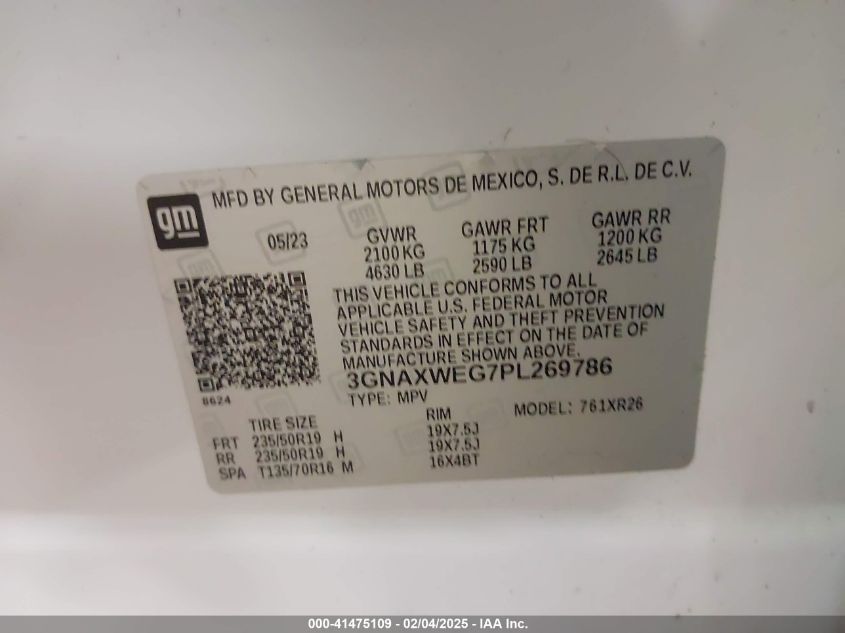 gm
MFD BY GENERAL MOTORS DE MEXICO, S. DE R.L. DE C.V.
05/23 GVWR GAWR FRT GAWR RR
2100 KG 1175 KG 1200 KG
4630 LB 2590 LB 2645 LB
THIS VEHICLE CONFORMS TO ALL
APPLICABLE U.S. FEDERAL MOTOR
VEHICLE SAFETY AND THEFT PREVENTION
STANDARDS IN EFFECT ON THE DATE OF
MANUFACTURE SHOWN ABOVE.
3GNAXWEG7PL269786
8624
TYPE: MPV MODEL: 761XR26
TIRE SIZE RIM
FRT 235/50R19 H 19X7.5J
RR 235/50R19 H 19X7.5J
SPA T135/70R16 M 16X4BT
000-41475109 — 02/04/2025 — IAA Inc.